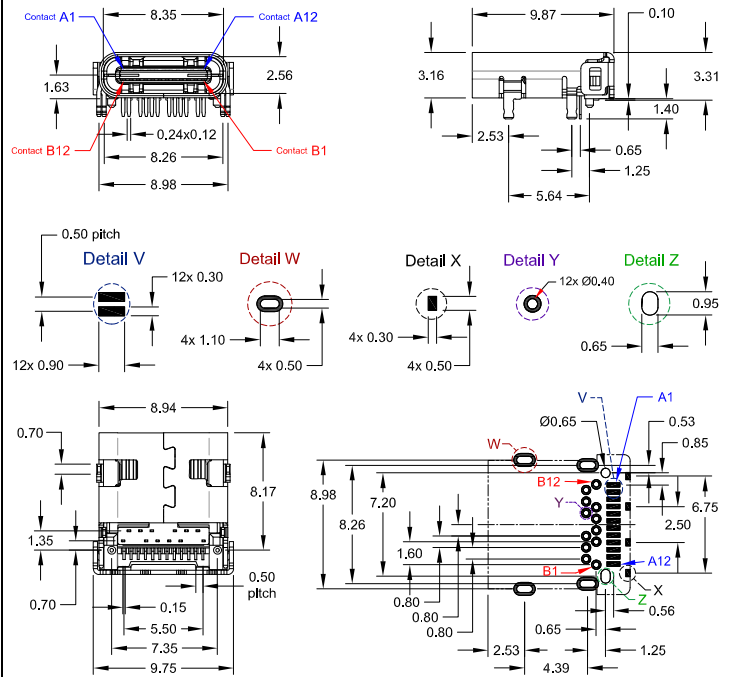 Contact A1
8.35
Contact A12
1.63
2.56
0.24x0.12
Contact B12
8.26
Contact B1
8.98
9.87
0.10
3.16
3.31
1.40
2.53
0.65
1.25
5.64
0.50 pitch
Detail V
12x 0.30
12x 0.90
Detail W
4x 1.10
4x 0.50
Detail X
4x 0.30
4x 0.50
Detail Y
12x Ø0.40
Detail Z
0.95
0.65
8.94
0.70
8.17
1.35
0.70
0.50
pitch
0.15
5.50
7.35
9.75
V
A1
Ø0.65
0.53
0.85
W
B12
Y
8.98
8.26
7.20
6.75
2.50
1.60
0.80
0.80
0.80
B1
A12
X
Z
0.56
0.65
1.25
2.53
4.39